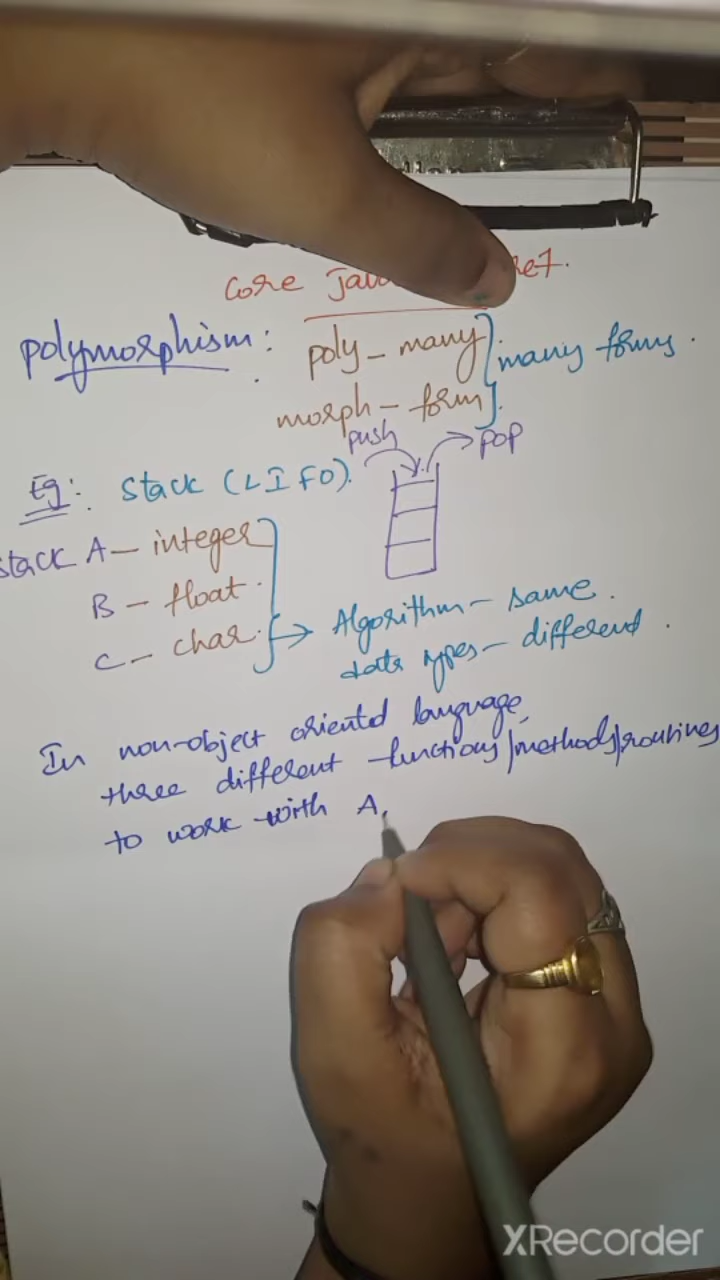 Core Java
polymorphism : poly - many
many forms .
morph - form
push
pop
Eg : Stack (LIFO).
Stack A - integer
B - float .
C - char .
Algorithm - same .
data types - different .
In non-object oriented language
three different functions/methods/routines
to work with A,
XRecorder